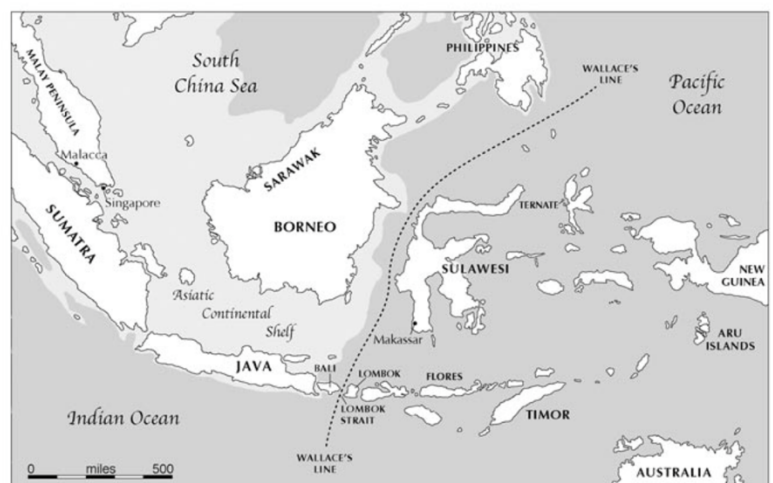 PHILIPPINES
WALLACE'S
LINE
South
China Sea
Pacific
Ocean
MALAY PENINSULA
Malacca
Singapore
SARAWAK
BORNEO
SUMATRA
TERNATE
SULAWESI
NEW
GUINEA
Asiatic
Continental
Shelf
Makassar
ARU
ISLANDS
JAVA
BALI
LOMBOK
FLORES
LOMBOK
STRAIT
TIMOR
Indian Ocean
WALLACE'S
LINE
0 miles 500
AUSTRALIA